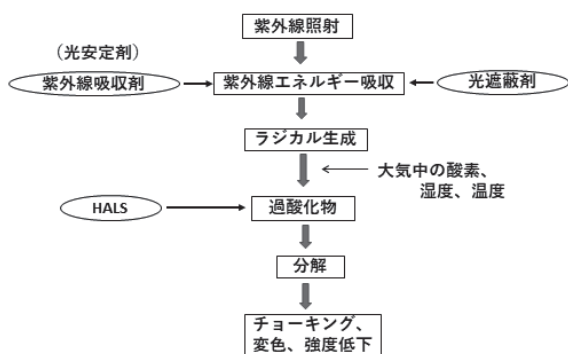 紫外線照射
（光安定剤）
紫外線吸収剤
紫外線エネルギー吸収
光遮蔽剤
ラジカル生成
大気中の酸素、
湿度、温度
HALS
過酸化物
分解
チョーキング、
変色、強度低下